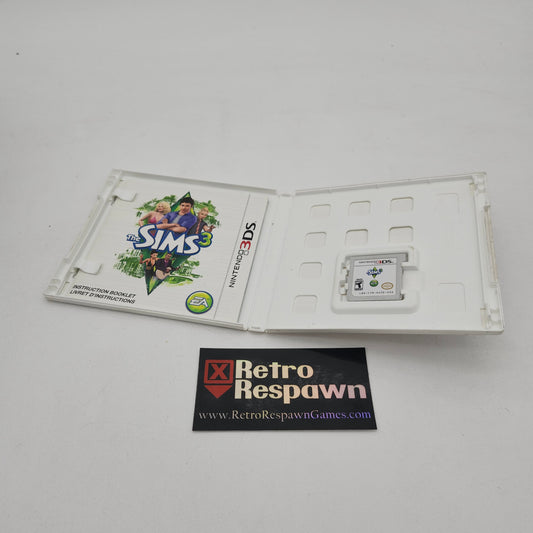 The SIMS 3
NINTENDO 3DS
INSTRUCTION BOOKLET
LIVRET D'INSTRUCTIONS
EA
NINTENDO 3DS
Retro
Respawn
www.RetroRespawnGames.com